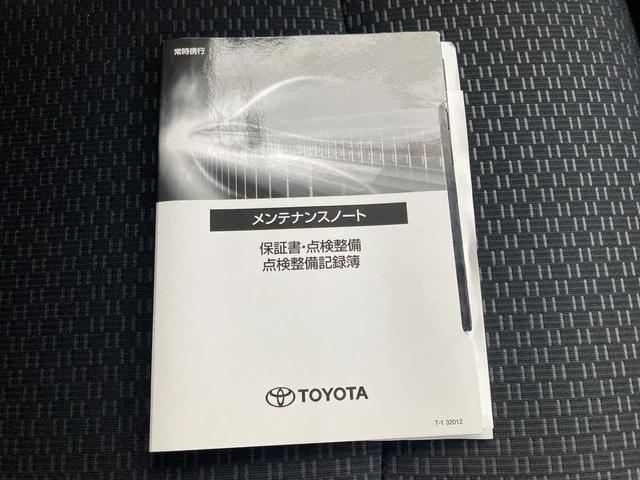 常時携行
メンテナンスノート
保証書・点検整備
点検整備記録簿
TOYOTA
T-1 32012